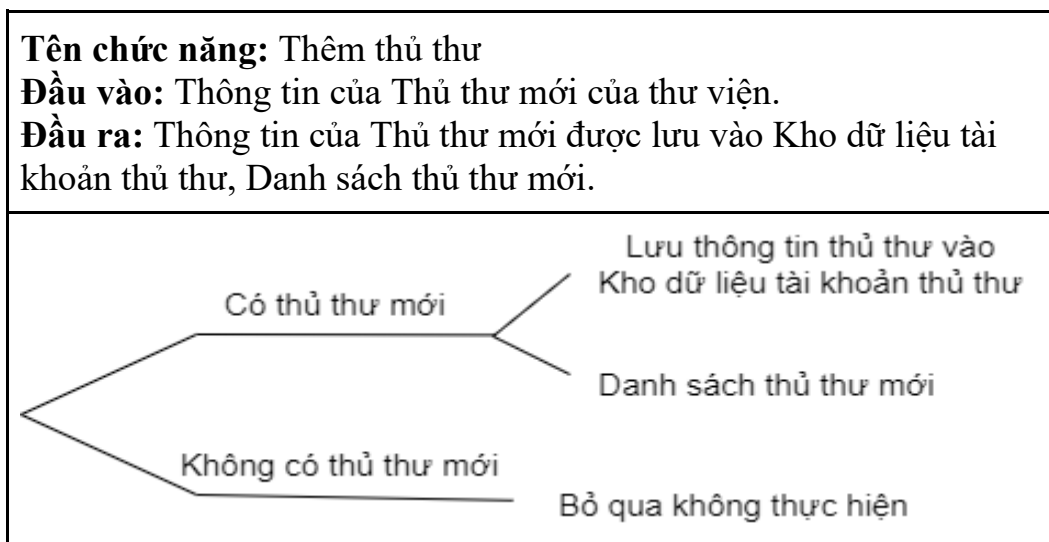 Tên chức năng: Thêm thủ thư
Đầu vào: Thông tin của Thủ thư mới của thư viện.
Đầu ra: Thông tin của Thủ thư mới được lưu vào Kho dữ liệu tài
khoản thủ thư, Danh sách thủ thư mới.
Lưu thông tin thủ thư vào
Kho dữ liệu tài khoản thủ thư
Có thủ thư mới
Danh sách thủ thư mới
Không có thủ thư mới
Bỏ qua không thực hiện